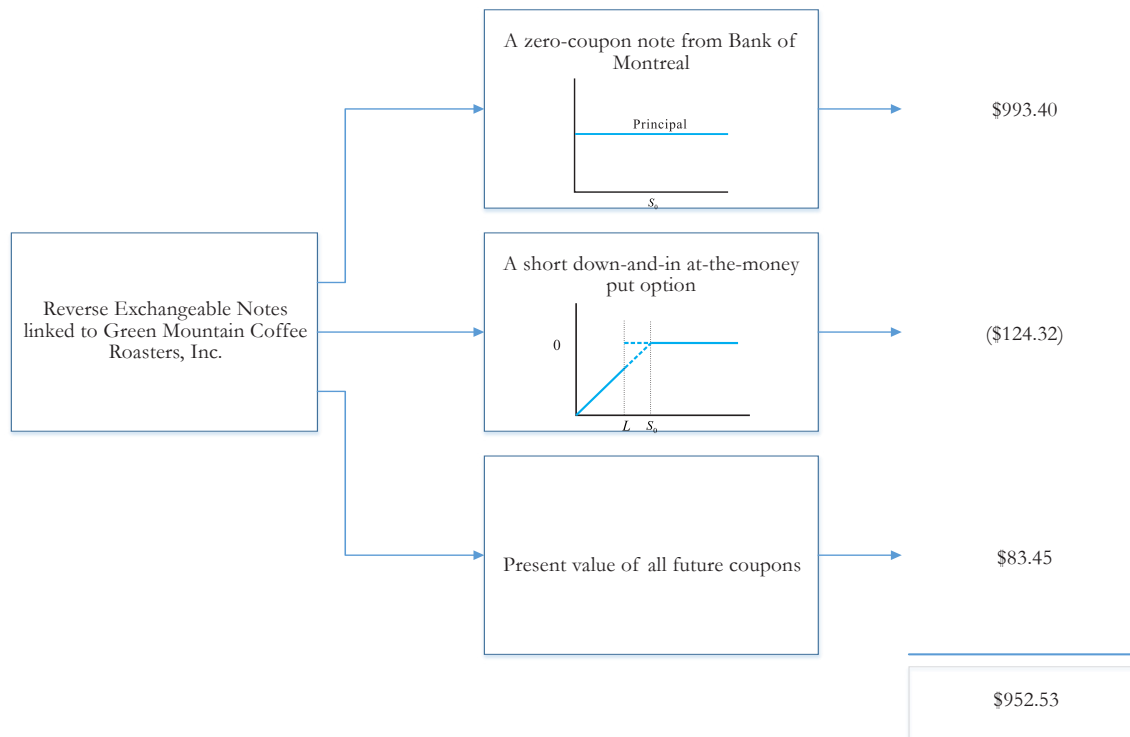 A zero-coupon note from Bank of
Montreal
Principal
S₀
$993.40
Reverse Exchangeable Notes
linked to Green Mountain Coffee
Roasters, Inc.
A short down-and-in at-the-money
put option
0
L S₀
($124.32)
Present value of all future coupons
$83.45
$952.53